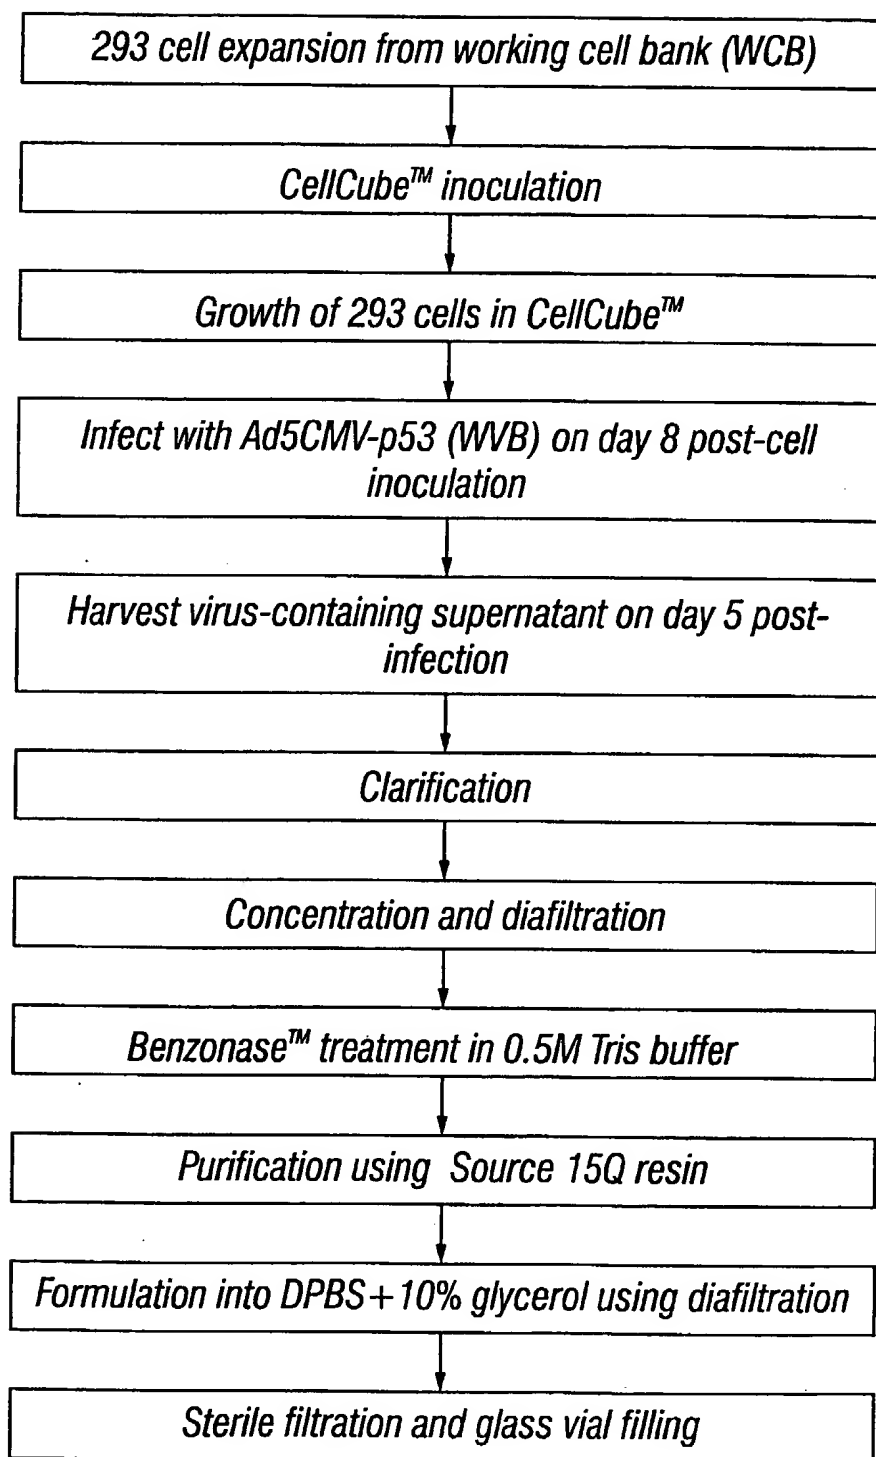 293 cell expansion from working cell bank (WCB)
CellCube™ inoculation
Growth of 293 cells in CellCube™
Infect with Ad5CMV-p53 (WVB) on day 8 post-cell
inoculation
Harvest virus-containing supernatant on day 5 post-
infection
Clarification
Concentration and diafiltration
Benzonase™ treatment in 0.5M Tris buffer
Purification using Source 15Q resin
Formulation into DPBS+10% glycerol using diafiltration
Sterile filtration and glass vial filling